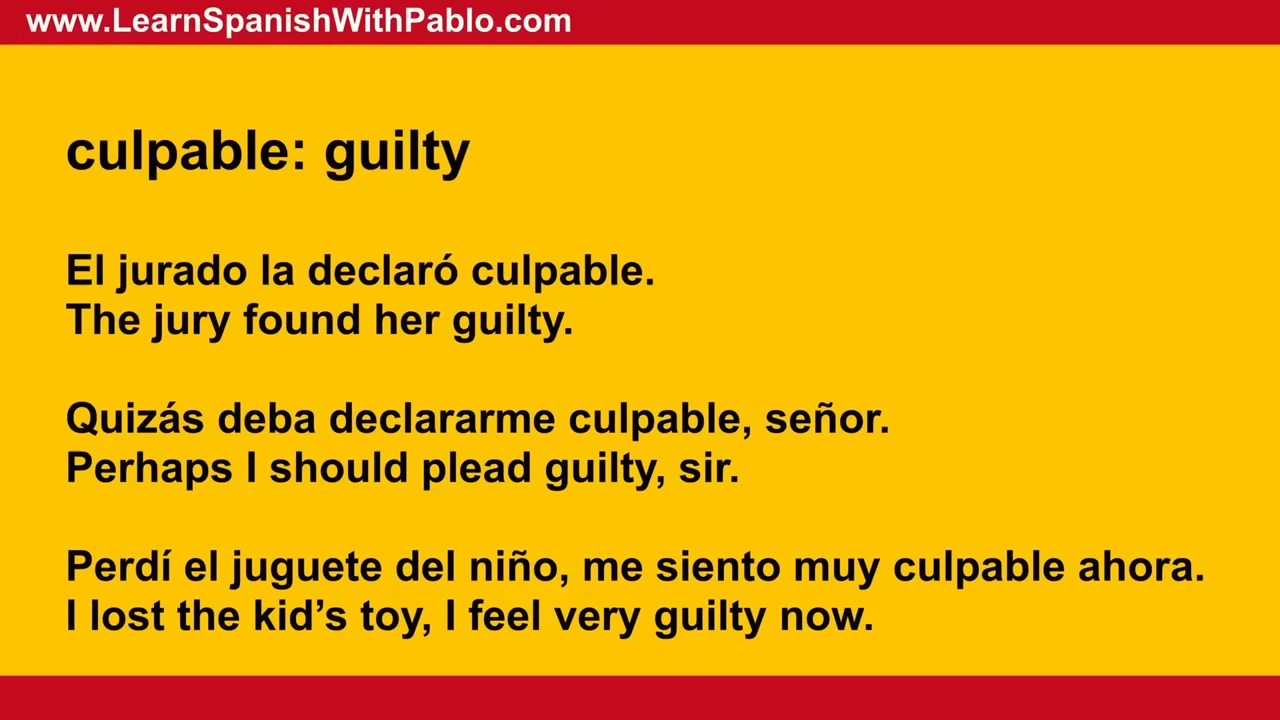 www.LearnSpanishWithPablo.com
culpable: guilty
El jurado la declaró culpable.
The jury found her guilty.
Quizás deba declararme culpable, señor.
Perhaps I should plead guilty, sir.
Perdí el juguete del niño, me siento muy culpable ahora.
I lost the kid’s toy, I feel very guilty now.